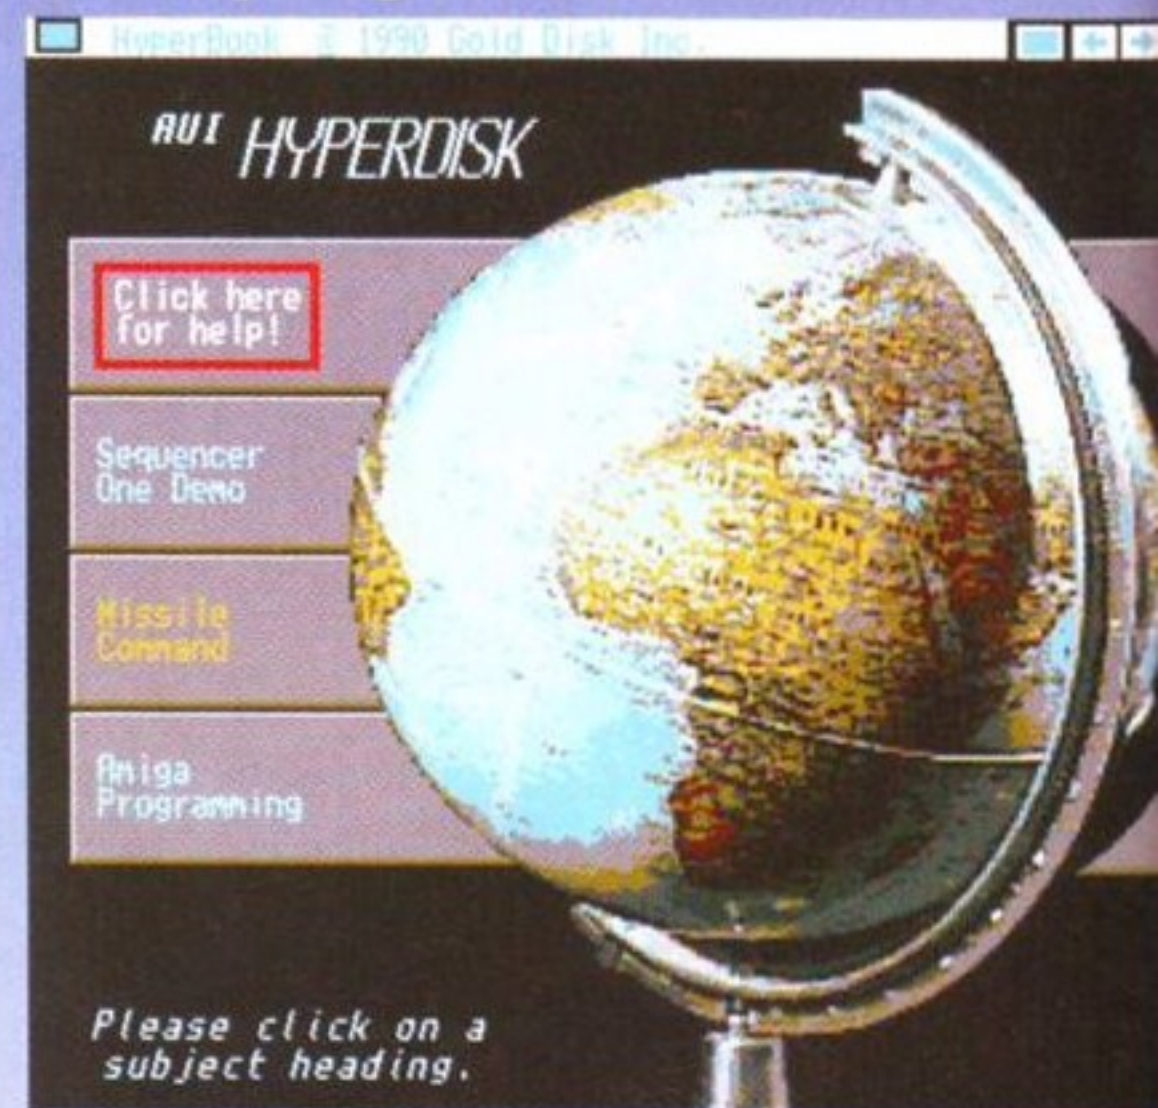 HyperBook © 1990 Gold Disk Inc.
AUI HYPERDISK
Click here
for help!
Sequencer
One Demo
Missile
Command
Amiga
Programming
Please click on a
subject heading.